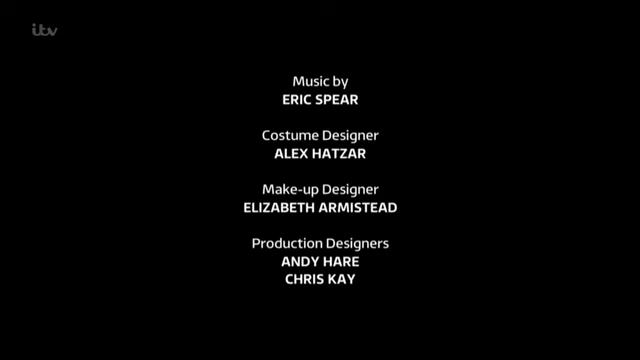 itv
Music by
ERIC SPEAR
Costume Designer
ALEX HATZAR
Make-up Designer
ELIZABETH ARMISTEAD
Production Designers
ANDY HARE
CHRIS KAY